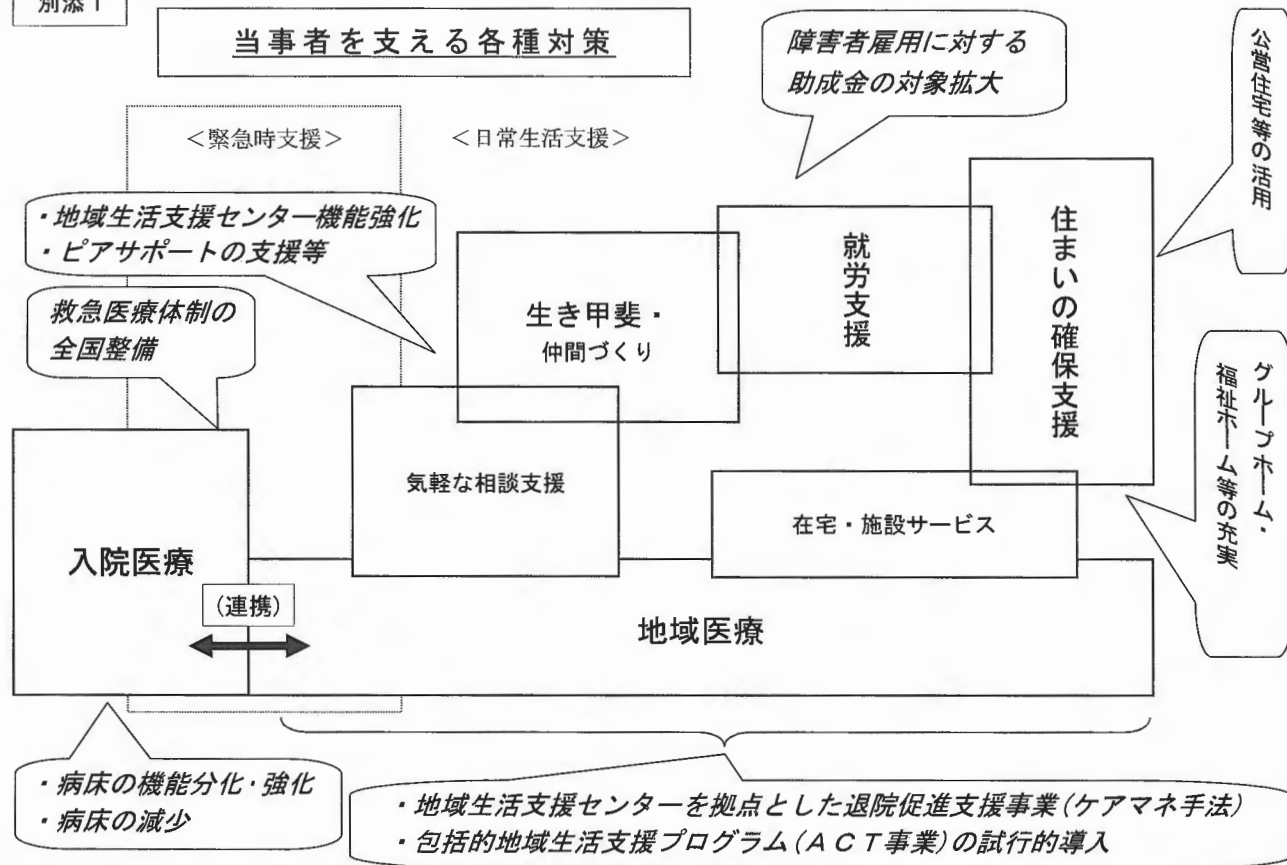 別添1
当事者を支える各種対策
障害者雇用に対する
助成金の対象拡大
公営住宅等の活用
＜緊急時支援＞
＜日常生活支援＞
・地域生活支援センター機能強化
・ピアサポートの支援等
救急医療体制の
全国整備
生き甲斐・
仲間づくり
就労支援
住まいの確保支援
グループホーム・
福祉ホーム等の充実
気軽な相談支援
在宅・施設サービス
入院医療
(連携)
地域医療
・病床の機能分化・強化
・病床の減少
・地域生活支援センターを拠点とした退院促進支援事業(ケアマネ手法)
・包括的地域生活支援プログラム(ACT事業)の試行的導入